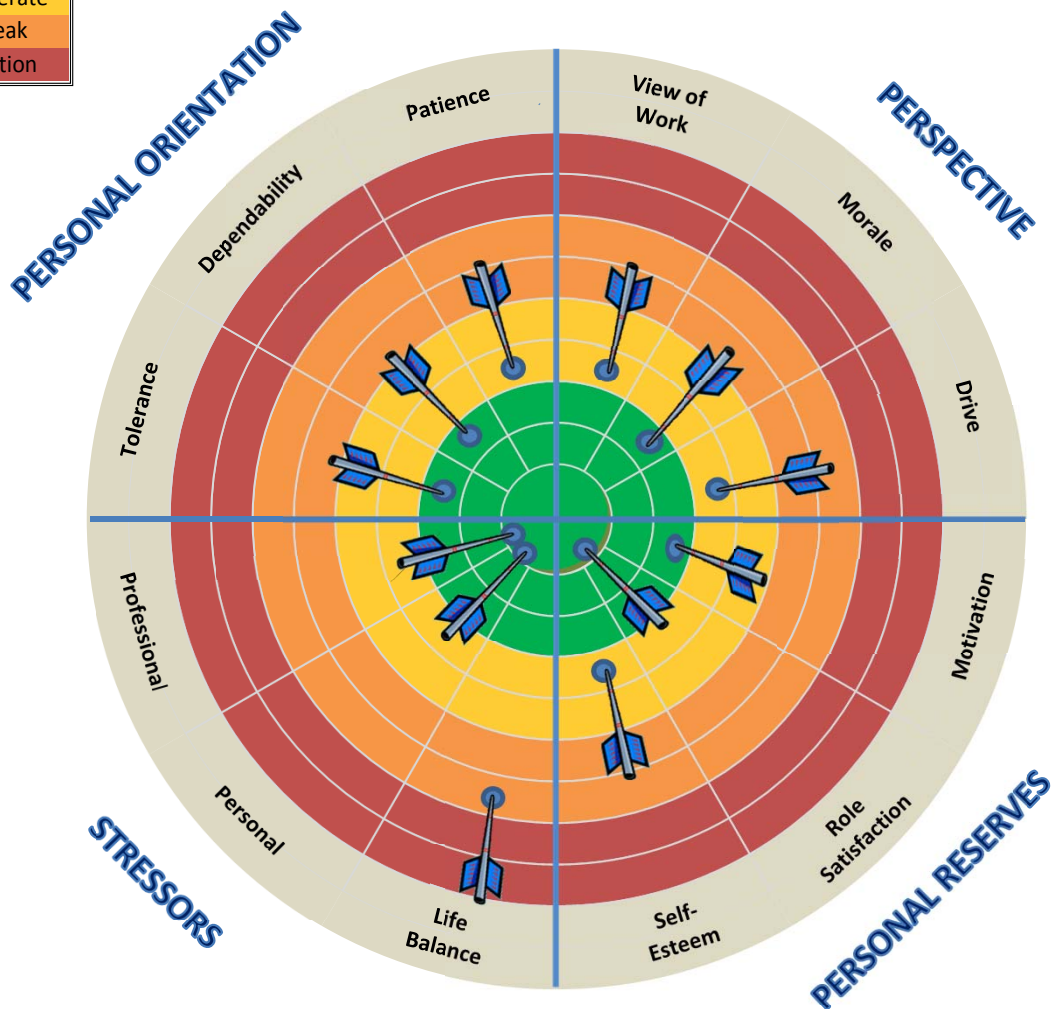 erate
eak
tion
PERSONAL ORIENTATION
PERSPECTIVE
Patience
View of
Work
Dependability
Morale
Tolerance
Drive
Professional
Motivation
Personal
Role
Satisfaction
Life
Balance
Self-
Esteem
STRESSORS
PERSONAL RESERVES